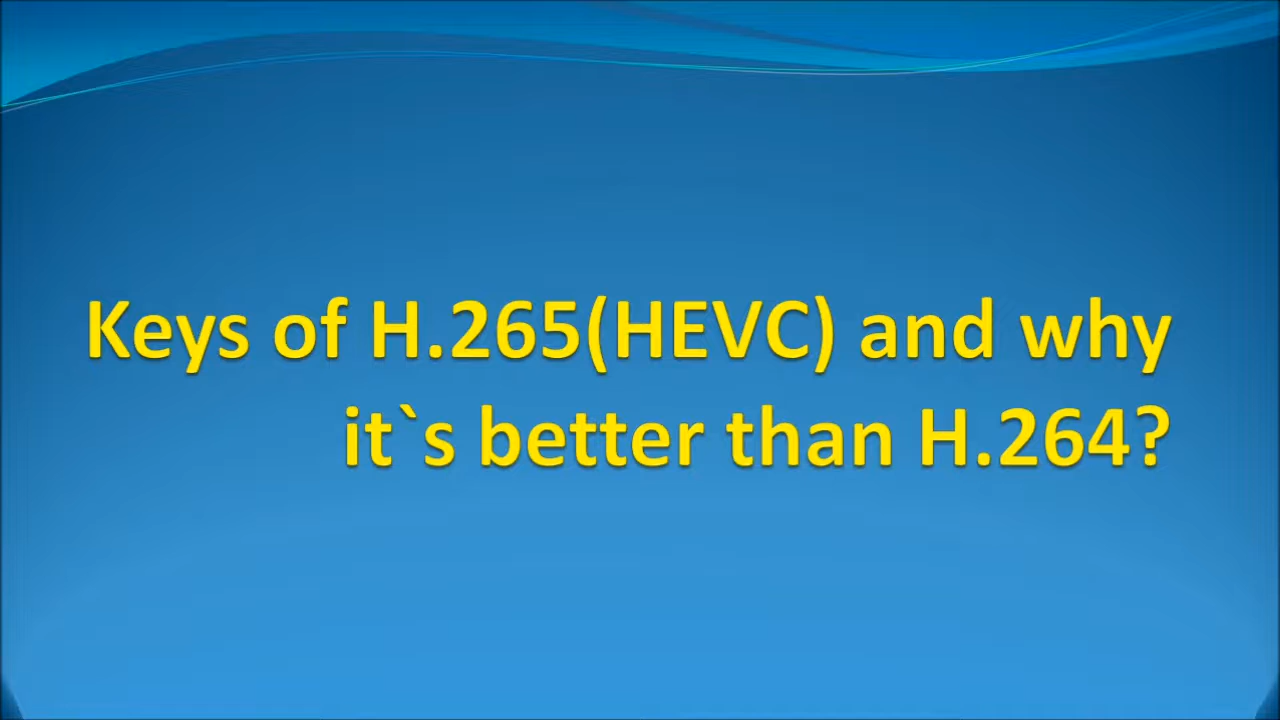 Keys of H.265(HEVC) and why
it`s better than H.264?